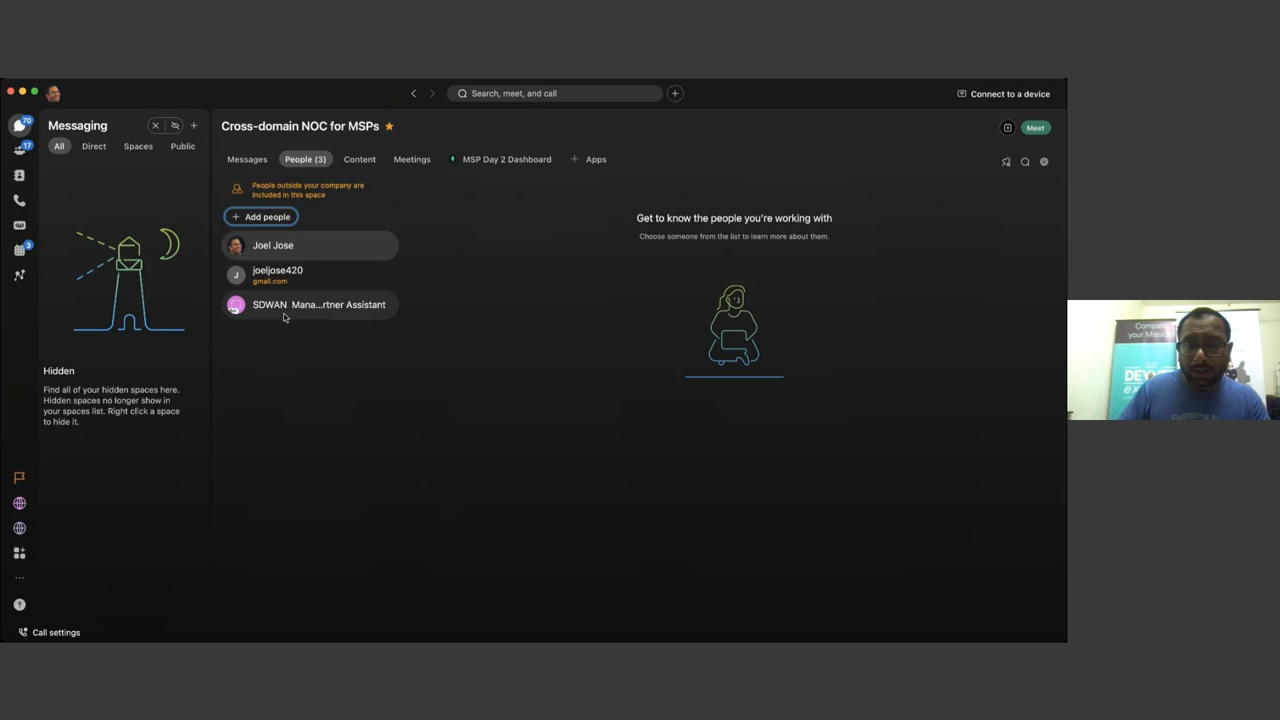 Search, meet, and call
Connect to a device
70
17
3
Messaging
All
Direct
Spaces
Public
Hidden
Find all of your hidden spaces here.
Hidden spaces no longer show in
your spaces list. Right click a space
to hide it.
Call settings
Cross-domain NOC for MSPs
Meet
Messages
People (3)
Content
Meetings
MSP Day 2 Dashboard
Apps
People outside your company are
included in this space
Add people
Joel Jose
J
joeljose420
gmail.com
SDWAN Mana...rtner Assistant
Get to know the people you're working with
Choose someone from the list to learn more about them.
your